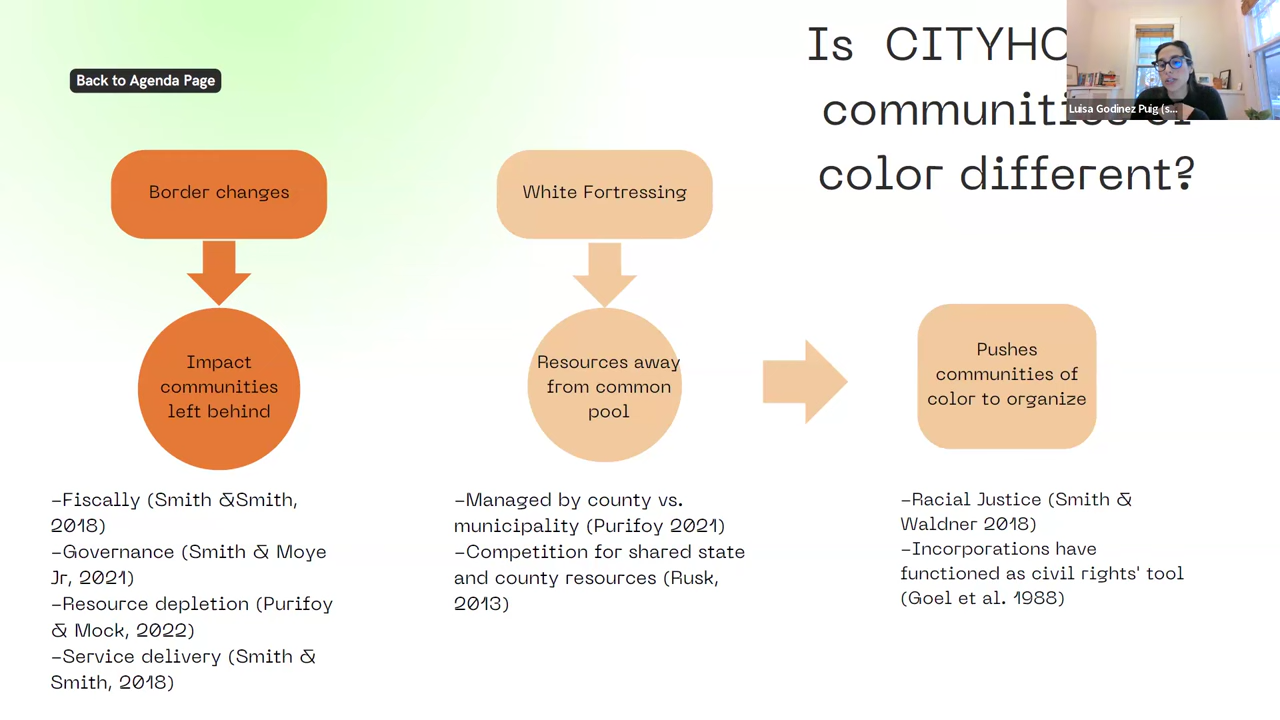 Is CITYHO
communities of
color different?
Luisa Godinez Puig (s...
Back to Agenda Page
Border changes
White Fortressing
Impact
communities
left behind
Resources away
from common
pool
Pushes
communities of
color to organize
-Fiscally (Smith &Smith,
2018)
-Governance (Smith & Moye
Jr, 2021)
-Resource depletion (Purifoy
& Mock, 2022)
-Service delivery (Smith &
Smith, 2018)
-Managed by county vs.
municipality (Purifoy 2021)
-Competition for shared state
and county resources (Rusk,
2013)
-Racial Justice (Smith &
Waldner 2018)
-Incorporations have
functioned as civil rights' tool
(Goel et al. 1988)